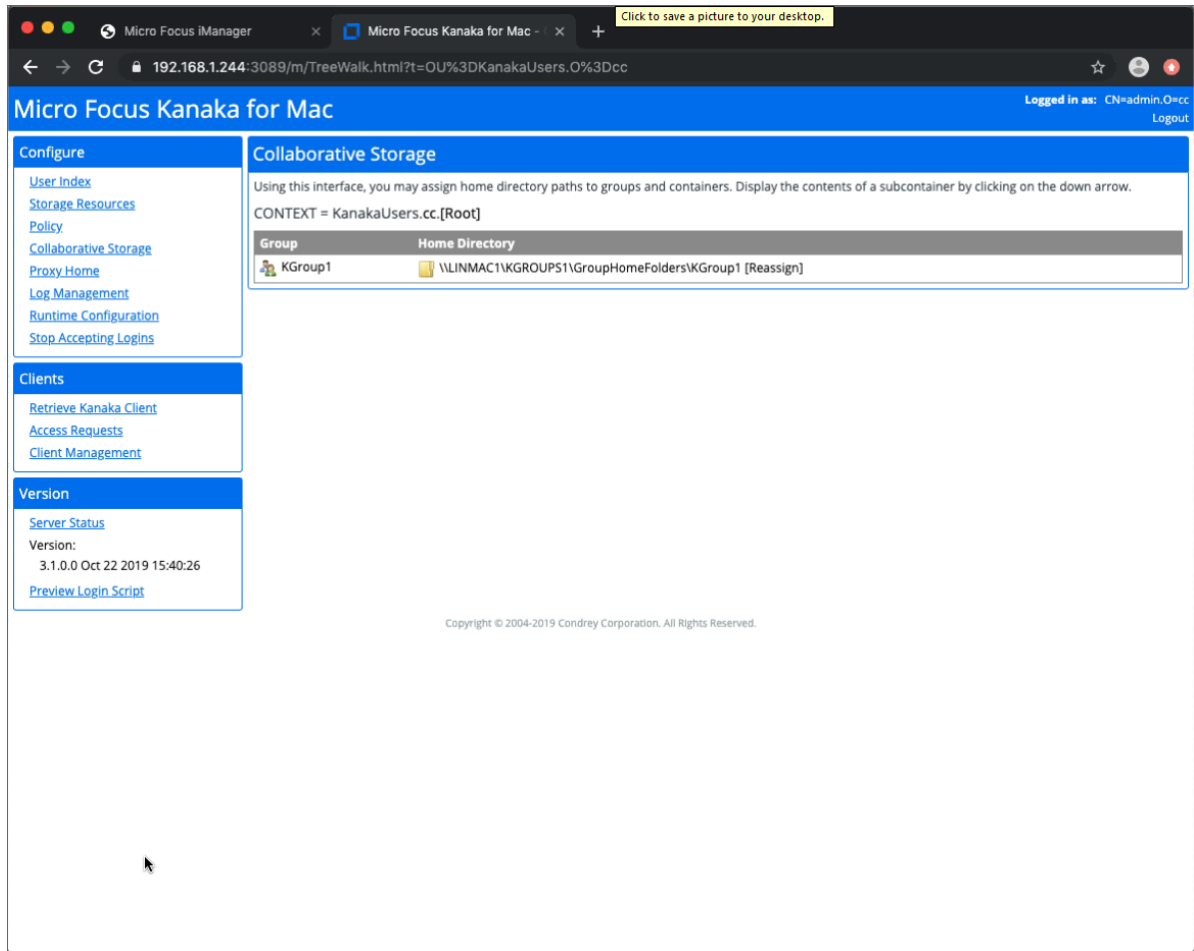 Click to save a picture to your desktop.
Micro Focus iManager
Micro Focus Kanaka for Mac -
192.168.1.244:3089/m/TreeWalk.html?t=OU%3DKanakaUsers.O%3Dcc
Micro Focus Kanaka for Mac
Logged in as: CN=admin.O=cc
Logout
Configure
User Index
Storage Resources
Policy
Collaborative Storage
Proxy Home
Log Management
Runtime Configuration
Stop Accepting Logins
Clients
Retrieve Kanaka Client
Access Requests
Client Management
Version
Server Status
Version:
3.1.0.0 Oct 22 2019 15:40:26
Preview Login Script
Collaborative Storage
Using this interface, you may assign home directory paths to groups and containers. Display the contents of a subcontainer by clicking on the down arrow.
CONTEXT = KanakaUsers.cc.[Root]
Group Home Directory
KGroup1 \\LINMAC1\KGROUPS1\GroupHomeFolders\KGroup1 [Reassign]
Copyright © 2004-2019 Condrey Corporation. All Rights Reserved.